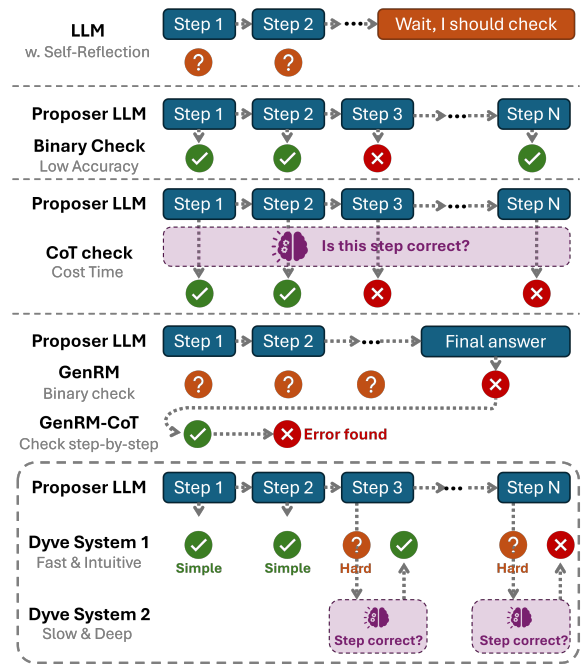 LLM
w. Self-Reflection
Step 1
Step 2
Wait, I should check
?
?
Proposer LLM
Step 1
Step 2
Step 3
Step N
Binary Check
Low Accuracy
Proposer LLM
Step 1
Step 2
Step 3
Step N
CoT check
Cost Time
Is this step correct?
Proposer LLM
Step 1
Step 2
Final answer
GenRM
Binary check
?
?
?
GenRM-CoT
Check step-by-step
Error found
Proposer LLM
Step 1
Step 2
Step 3
Step N
Dyve System 1
Fast & Intuitive
Simple
Simple
?
Hard
?
Hard
Dyve System 2
Slow & Deep
Step correct?
Step correct?